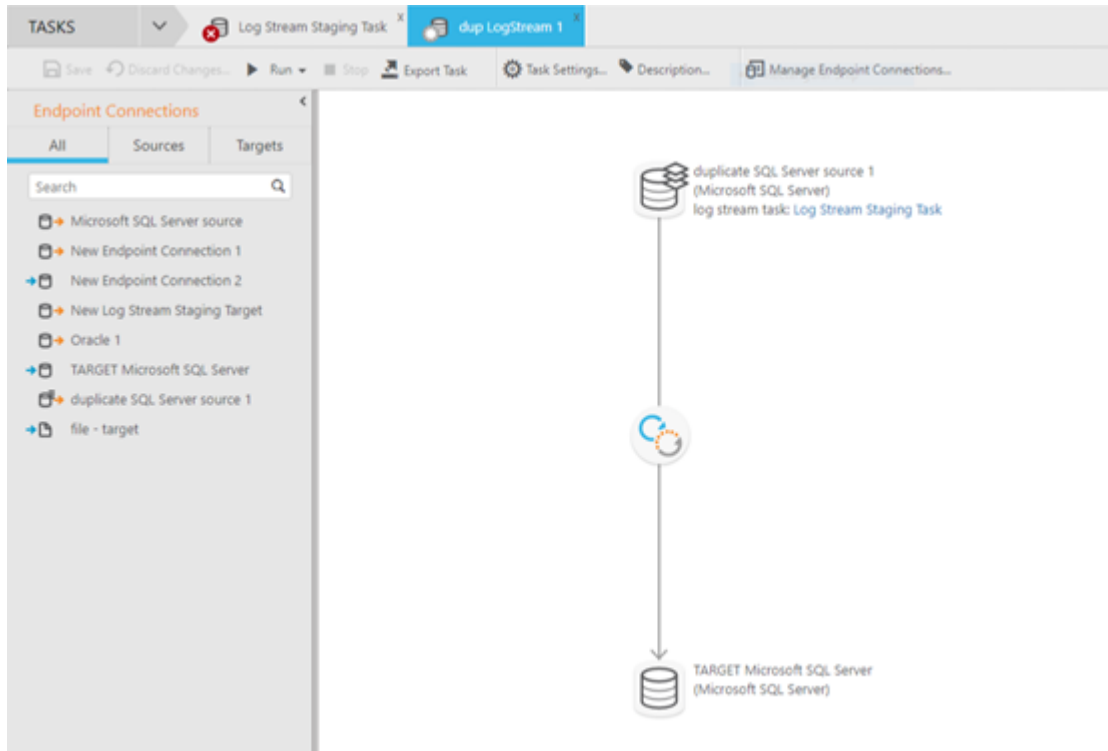 TASKS
Log Stream Staging Task
X
dup LogStream 1
X
Save
Discard Changes...
Run
Stop
Export Task
Task Settings...
Description...
Manage Endpoint Connections...
Endpoint Connections
All
Sources
Targets
Search
Microsoft SQL Server source
New Endpoint Connection 1
New Endpoint Connection 2
New Log Stream Staging Target
Oracle 1
TARGET Microsoft SQL Server
duplicate SQL Server source 1
file - target
duplicate SQL Server source 1
(Microsoft SQL Server)
log stream task: Log Stream Staging Task
TARGET Microsoft SQL Server
(Microsoft SQL Server)